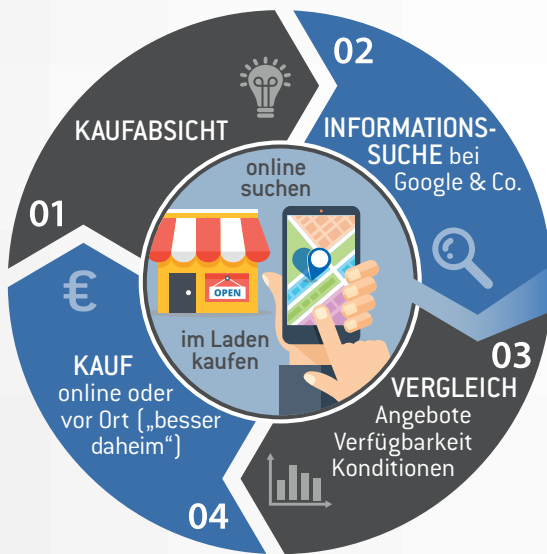 01
KAUFABSICHT
02
INFORMATIONS-
SUCHE bei
Google & Co.
03
VERGLEICH
Angebote
Verfügbarkeit
Konditionen
04
€
KAUF
online oder
vor Ort („besser
daheim“)
online
suchen
OPEN
im Laden
kaufen